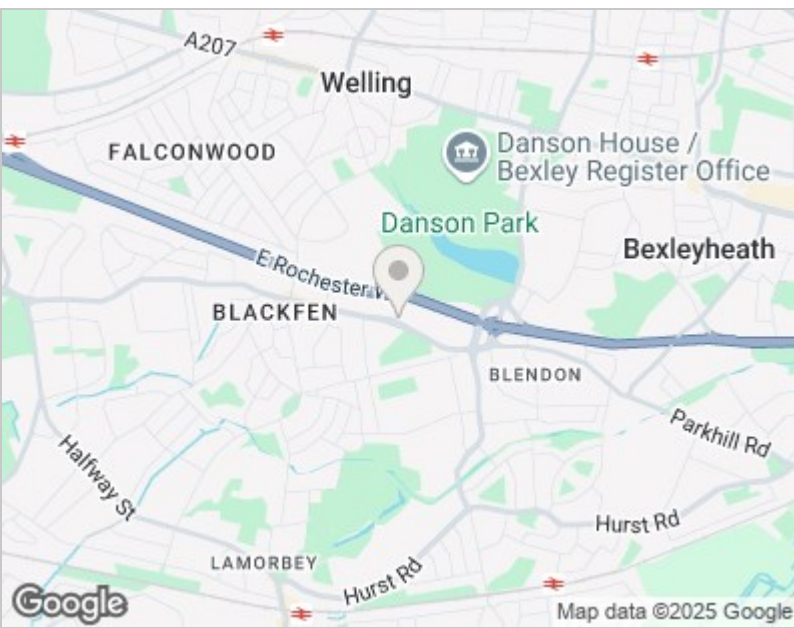 A207
Welling
FALCONWOOD
Danson House /
Bexley Register Office
Danson Park
Bexleyheath
E Rochester W
BLACKFEN
BLENDON
Parkhill Rd
Halfway St
Hurst Rd
LAMORBEY
Hurst Rd
Google
Map data ©2025 Google